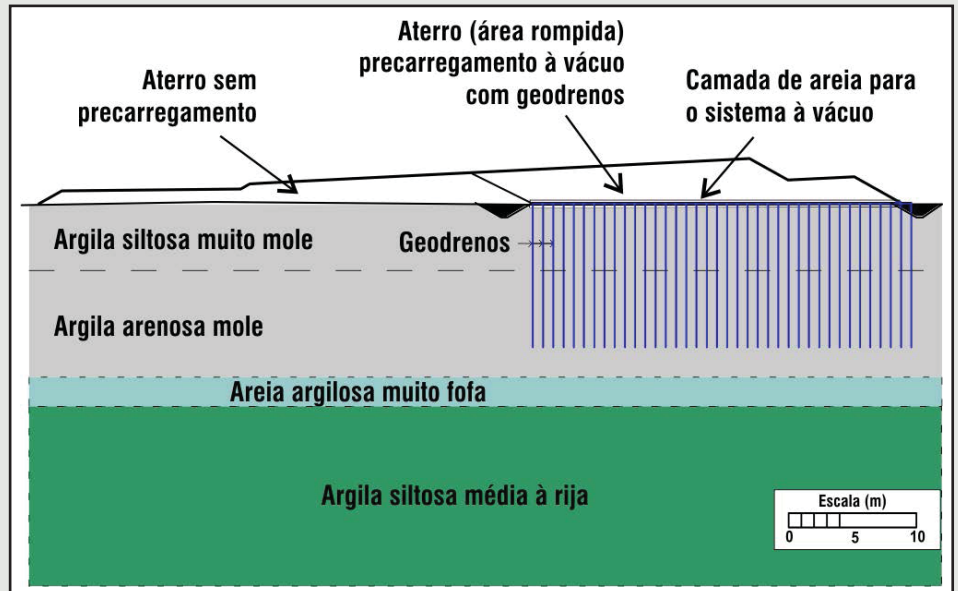 Aterro sem
precarregamento
Aterro (área rompida)
precarregamento à vácuo
com geodrenos
Camada de areia para
o sistema à vácuo
Argila siltosa muito mole
Geodrenos
Argila arenosa mole
Areia argilosa muito fofa
Argila siltosa média à rija
Escala (m)
0 5 10